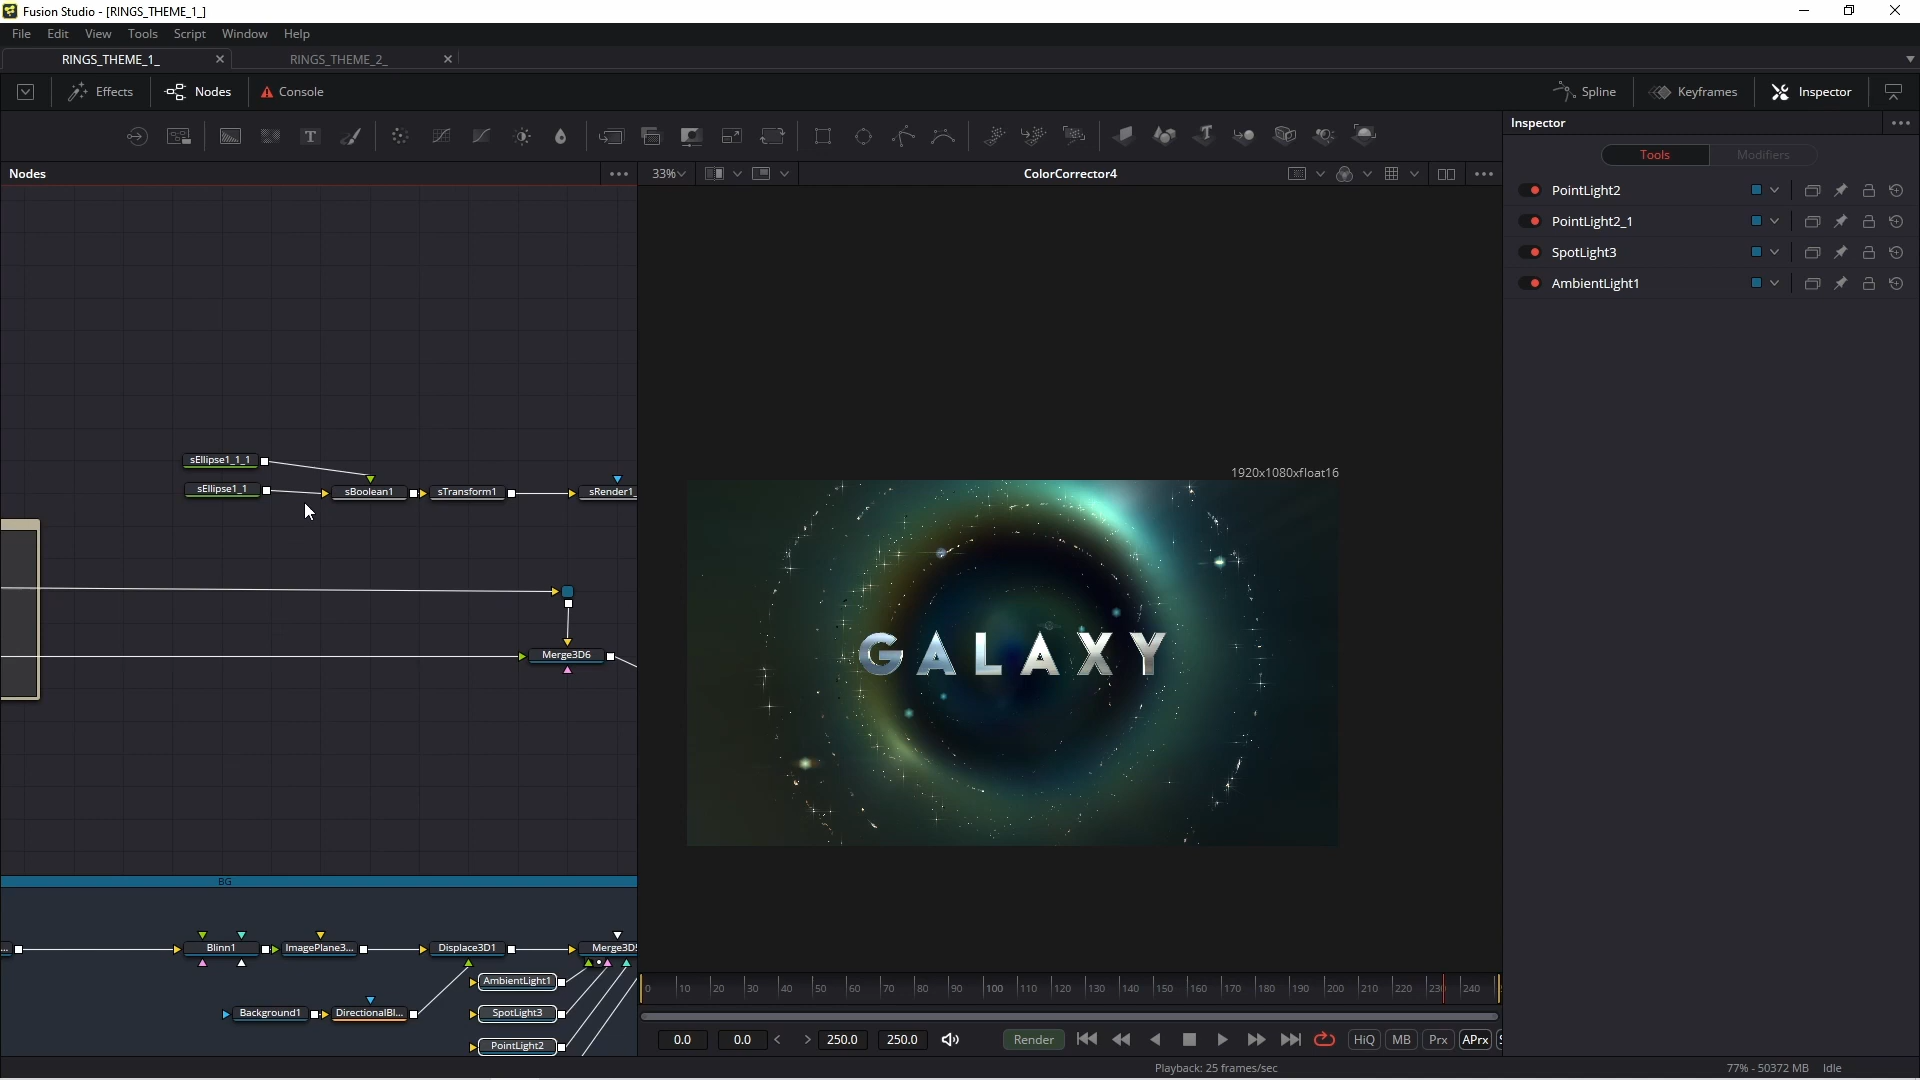 Fusion Studio - [RINGS_THEME_1_]
File Edit View Tools Script Window Help
RINGS_THEME_1_ RINGS_THEME_2_
Effects Nodes Console Spline Keyframes Inspector
Inspector
Tools Modifiers
Nodes
33% ColorCorrector4
PointLight2
PointLight2_1
SpotLight3
AmbientLight1
sEllipse1_1_1
sEllipse1_1 sBoolean1 sTransform1 sRender1_
Merge3D6
1920x1080xfloat16
GALAXY
BG
... Blinn1 ImagePlane3... Displace3D1 Merge3D5
AmbientLight1
Background1 DirectionalBl... SpotLight3
PointLight2
0 10 20 30 40 50 60 70 80 90 100 110 120 130 140 150 160 170 180 190 200 210 220 230 240
0.0 0.0 250.0 250.0 Render HiQ MB Prx APrx
Playback: 25 frames/sec 77% - 50372 MB Idle